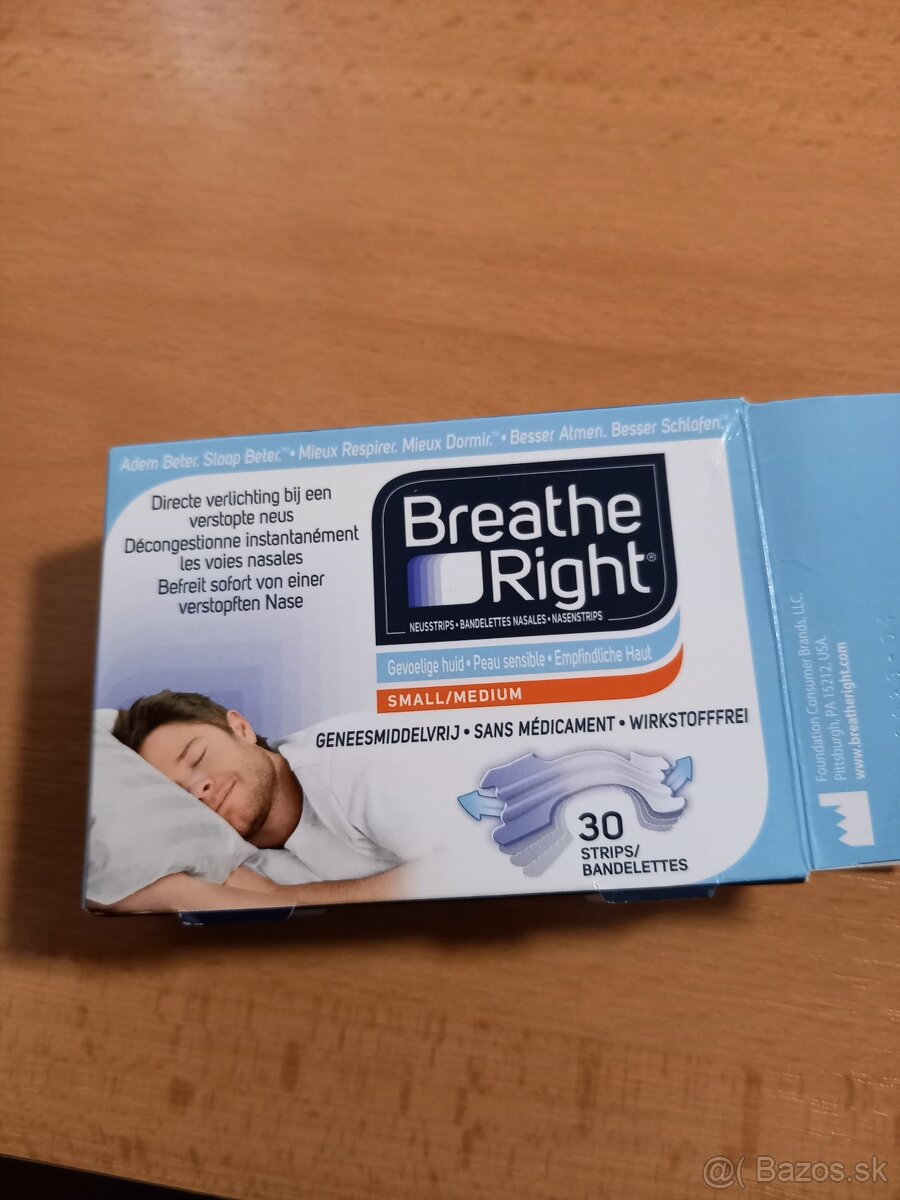 Adem Beter. Slaap Beter.™ • Mieux Respirer. Mieux Dormir.™ • Besser Atmen. Besser Schlafen.™
Directe verlichting bij een
verstopte neus
Décongestionne instantanément
les voies nasales
Befreit sofort von einer
verstopften Nase
Breathe
Right®
NEUSSTRIPS • BANDELETTES NASALES • NASENSTRIPS
Gevoelige huid • Peau sensible • Empfindliche Haut
SMALL/MEDIUM
GENEESMIDDELVRIJ • SANS MÉDICAMENT • WIRKSTOFFFREI
30
STRIPS/
BANDELETTES
Foundation Consumer Brands, LLC,
Pittsburgh, PA 15212, USA.
www.breatheright.com
@( Bazos.sk